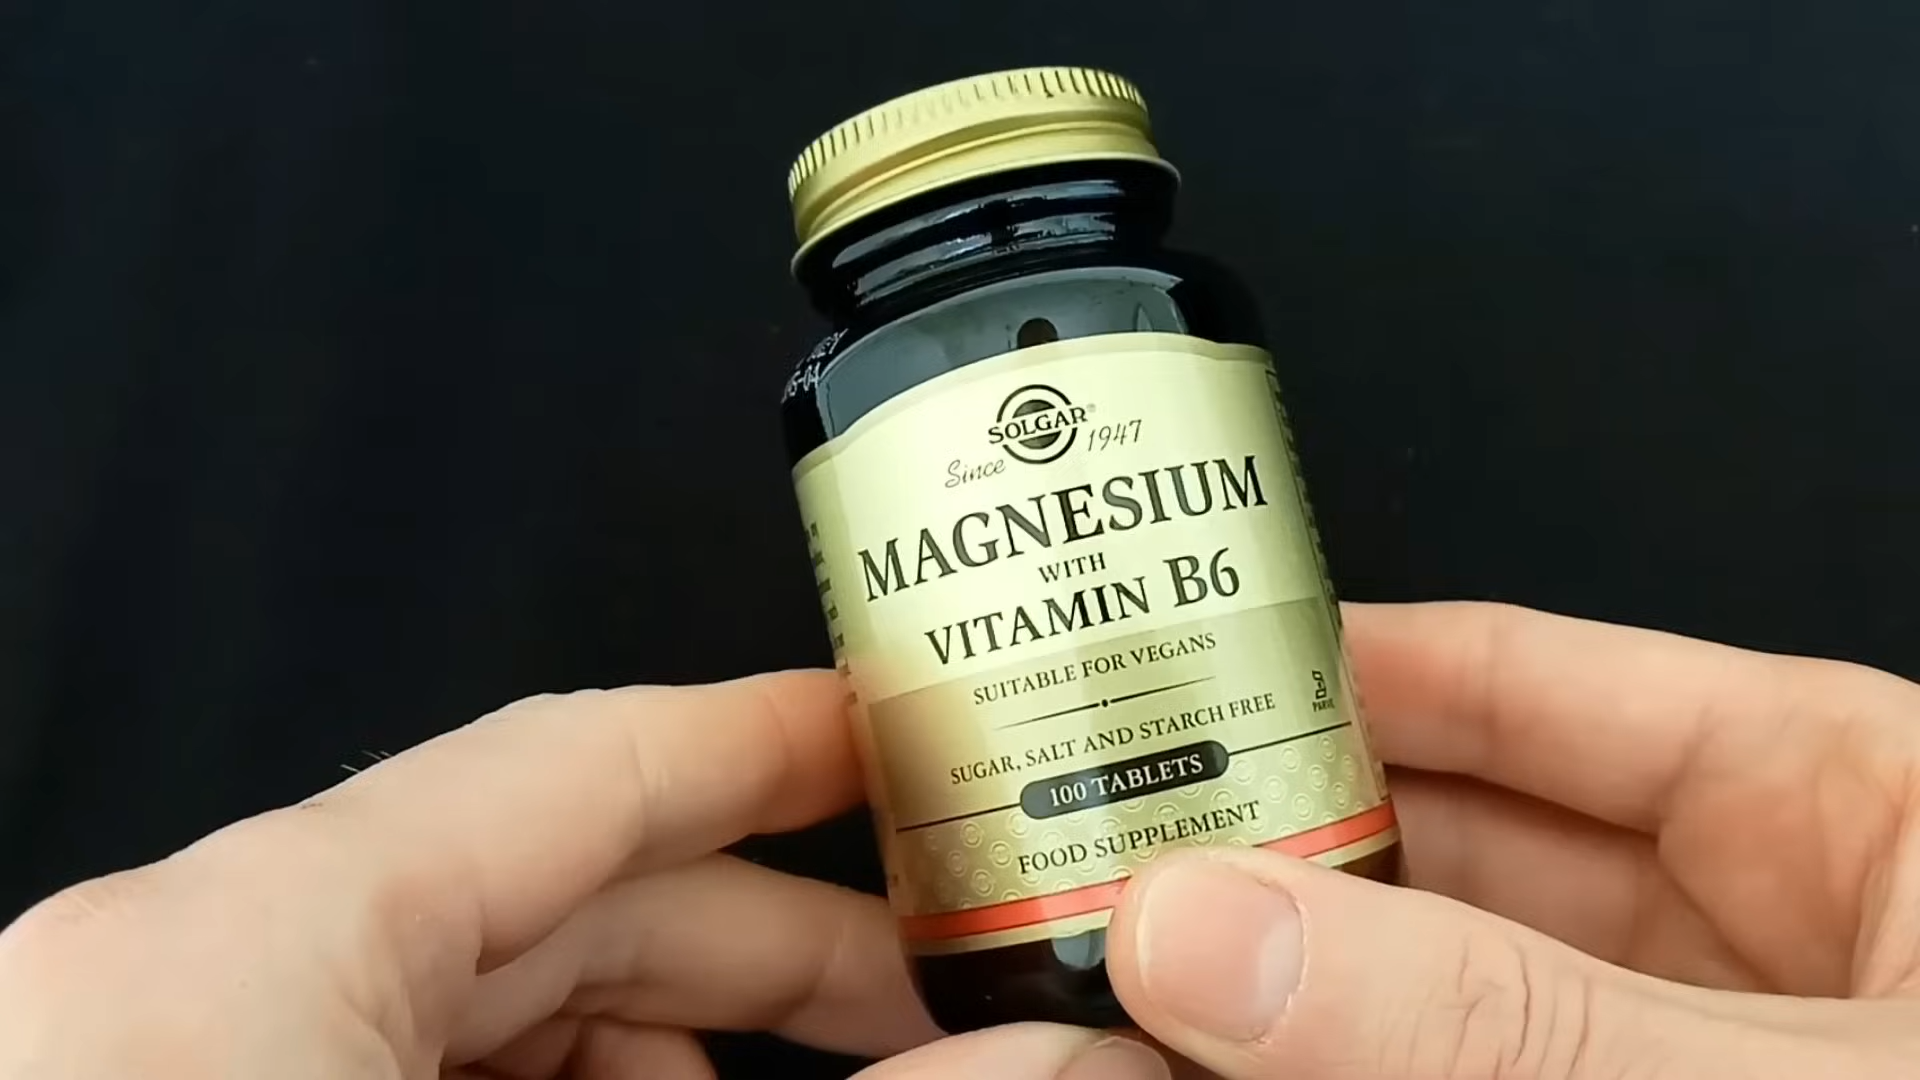 SOLGAR®
Since 1947
MAGNESIUM
WITH
VITAMIN B6
SUITABLE FOR VEGANS
SUGAR, SALT AND STARCH FREE
PARVE
100 TABLETS
FOOD SUPPLEMENT